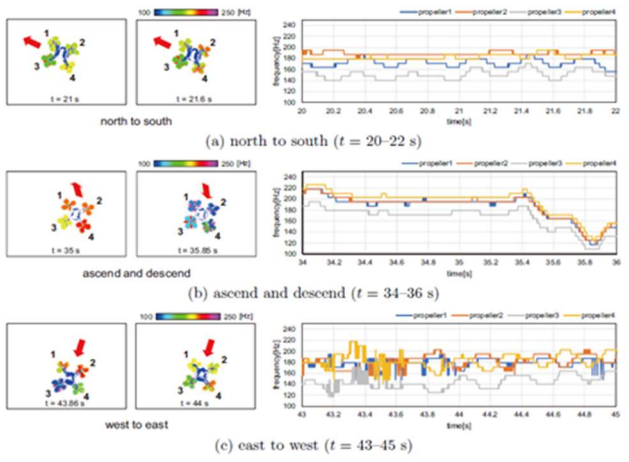 100 250 [Hz]
1 2 3 4
t = 21 s
1 2 3 4
t = 21.6 s
north to south
propeller1 propeller2 propeller3 propeller4
frequency[Hz]
240
220
200
180
160
140
120
100
20 20.2 20.4 20.6 20.8 21 21.2 21.4 21.6 21.8 22
time[s]
(a) north to south (t = 20–22 s)
100 250 [Hz]
1 2 3 4
t = 35 s
1 2 3 4
t = 35.85 s
ascend and descend
propeller1 propeller2 propeller3 propeller4
frequency[Hz]
240
220
200
180
160
140
120
100
34 34.2 34.4 34.6 34.8 35 35.2 35.4 35.6 35.8 36
time[s]
(b) ascend and descend (t = 34–36 s)
100 250 [Hz]
1 2 3 4
t = 43.86 s
1 2 3 4
t = 44 s
west to east
propeller1 propeller2 propeller3 propeller4
frequency[Hz]
240
220
200
180
160
140
120
100
43 43.2 43.4 43.6 43.8 44 44.2 44.4 44.6 44.8 45
time[s]
(c) east to west (t = 43–45 s)